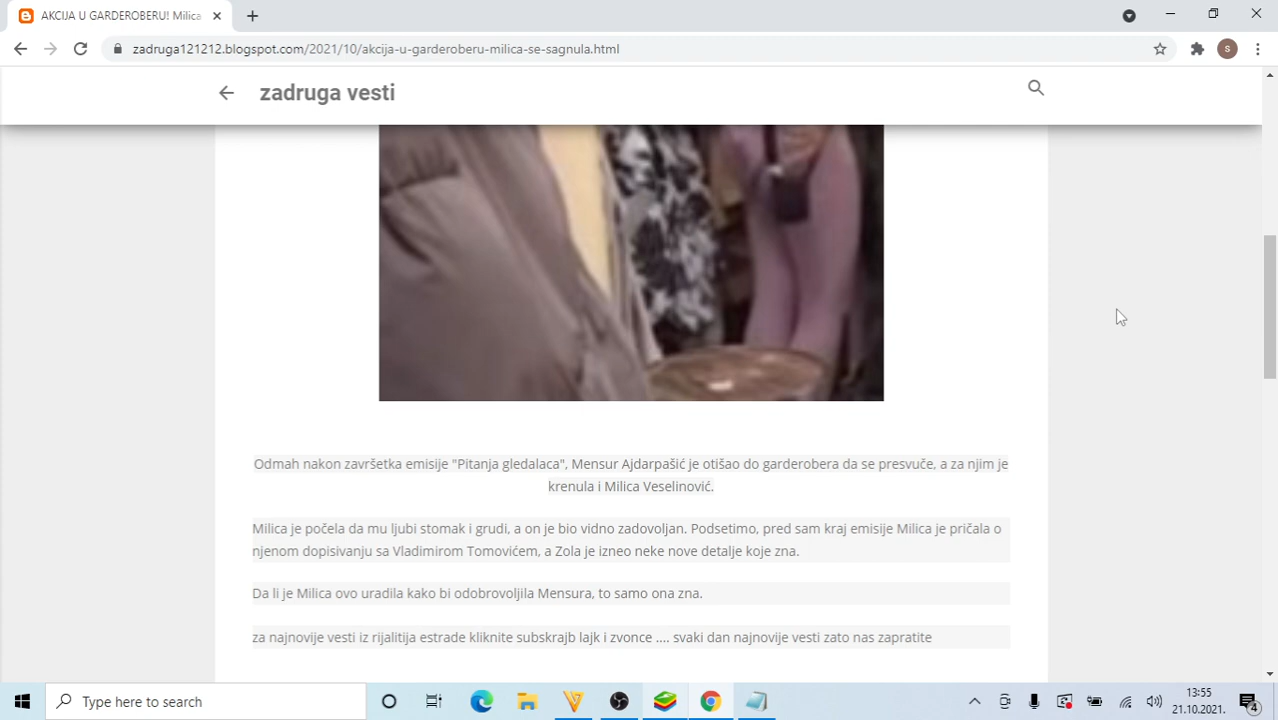 AKCIJA U GARDEROBERU! Milica
zadruga121212.blogspot.com/2021/10/akcija-u-garderoberu-milica-se-sagnula.html
S
zadruga vesti
Odmah nakon završetka emisije "Pitanja gledalaca", Mensur Ajdarpašić je otišao do garderobera da se presvuče, a za njim je
krenula i Milica Veselinović.
Milica je počela da mu ljubi stomak i grudi, a on je bio vidno zadovoljan. Podsetimo, pred sam kraj emisije Milica je pričala o
njenom dopisivanju sa Vladimirom Tomovićem, a Zola je izneo neke nove detalje koje zna.
Da li je Milica ovo uradila kako bi odobrovoljila Mensura, to samo ona zna.
za najnovije vesti iz rijalitija estrade kliknite subskrajb lajk i zvonce .... svaki dan najnovije vesti zato nas zapratite
Type here to search
13:55
21.10.2021.
4